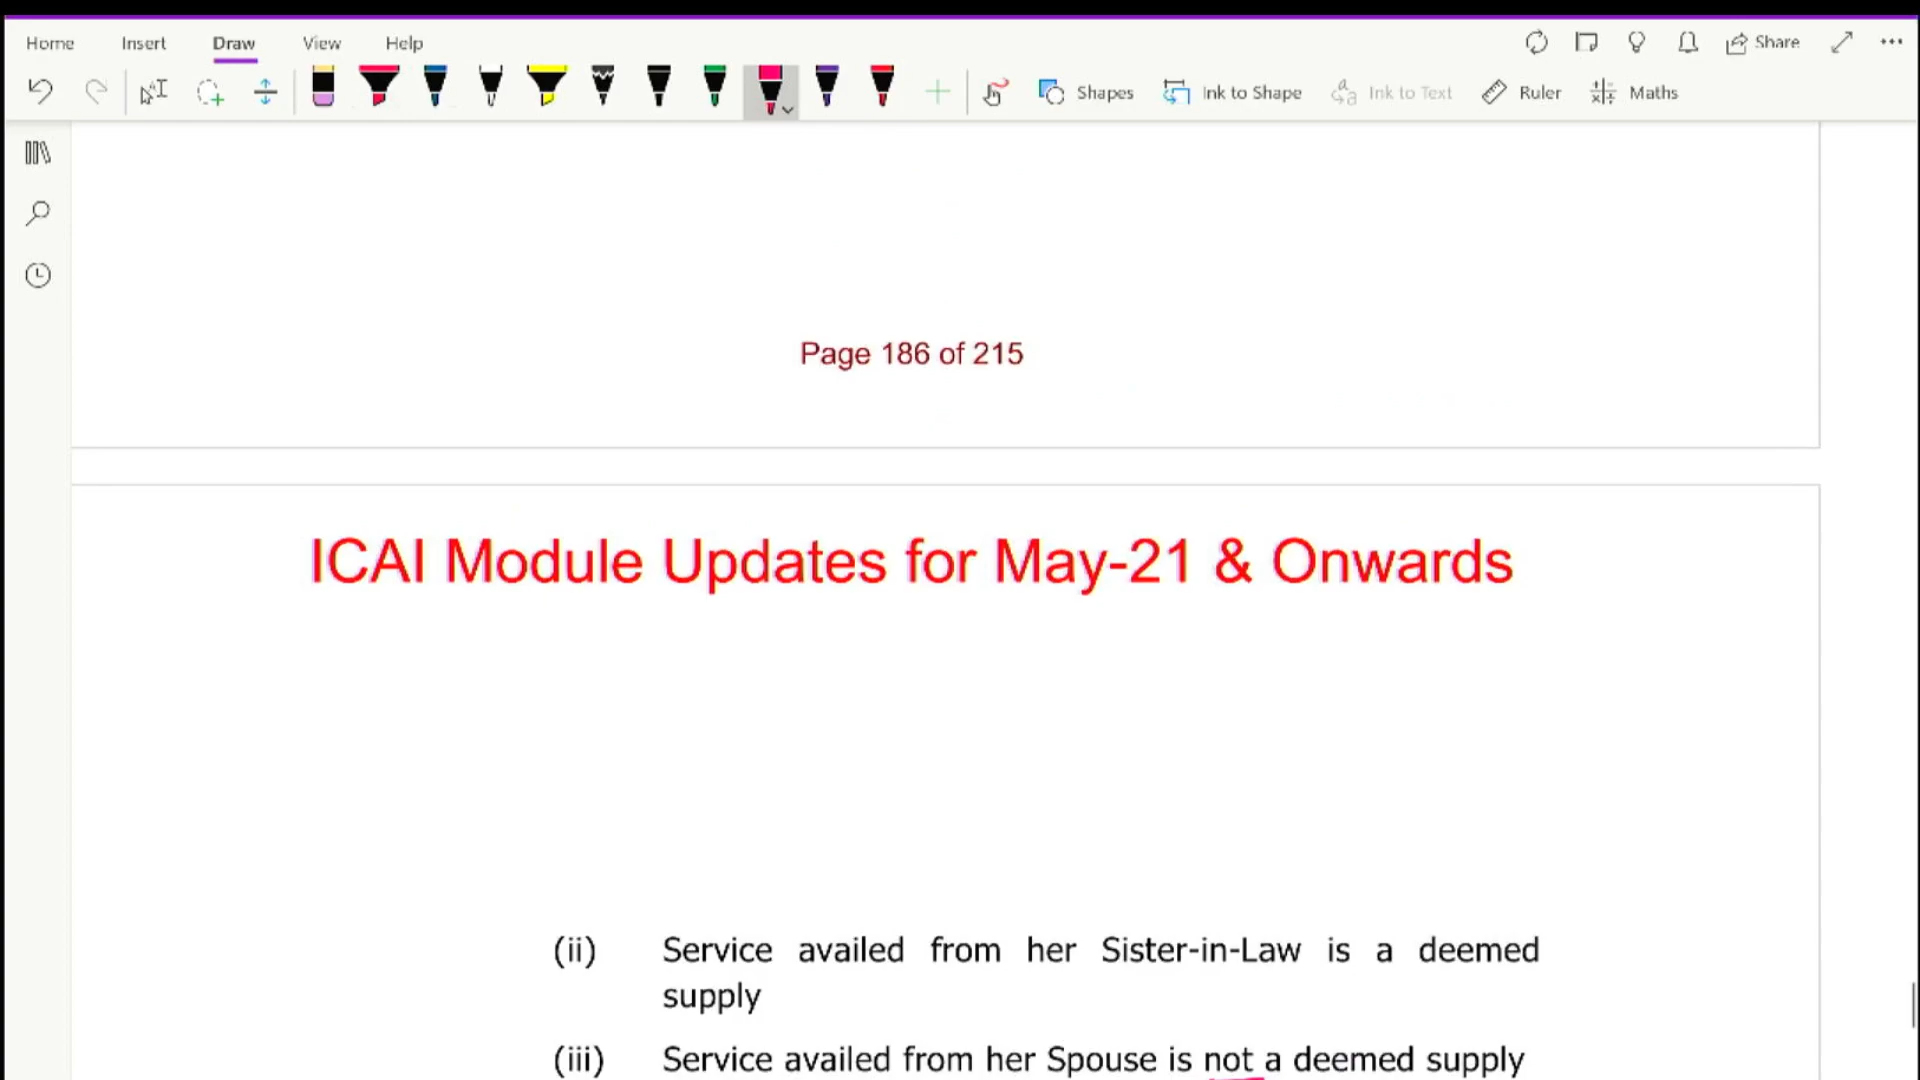 Home Insert Draw View Help Share
Shapes Ink to Shape Ink to Text Ruler Maths
Page 186 of 215
ICAI Module Updates for May-21 & Onwards
(ii) Service availed from her Sister-in-Law is a deemed
supply
(iii) Service availed from her Spouse is not a deemed supply